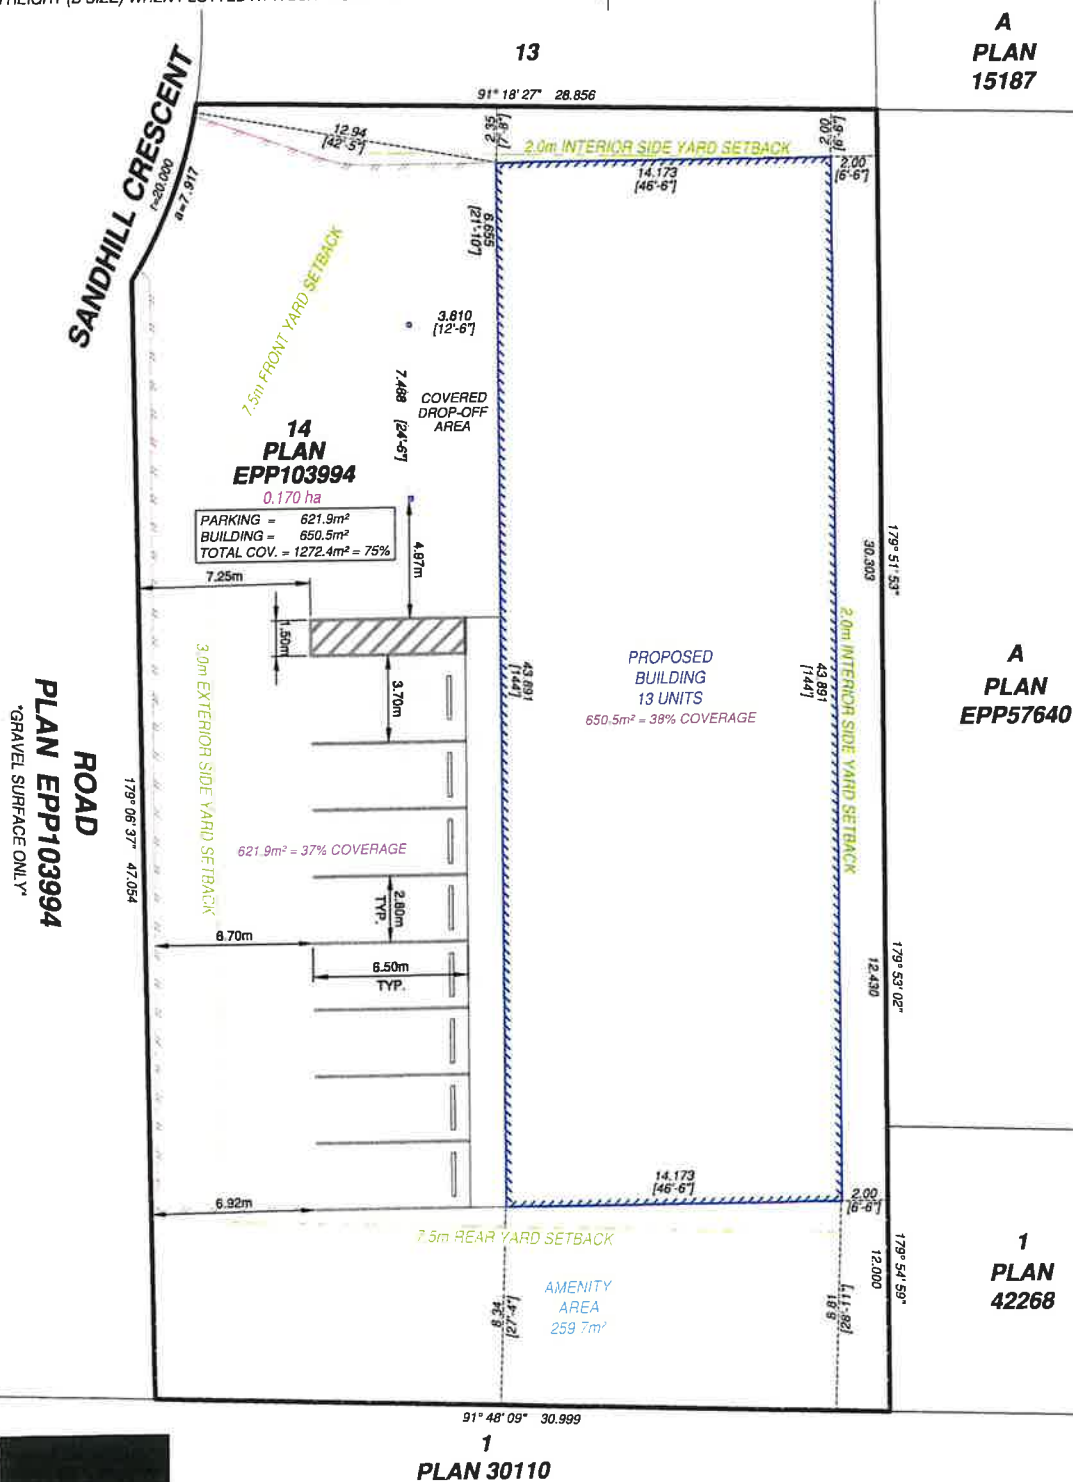 13
A
PLAN
15187
SANDHILL CRESCENT
r=20.000
a=7.917
91° 18' 27"   28.856
12.94
[42'-5"]
2.35
[7'-8"]
2.0m INTERIOR SIDE YARD SETBACK
14.173
[46'-6"]
2.00
[6'-6"]
2.00
[6'-6"]
6.655
[21'-10"]
7.5m FRONT YARD SETBACK
3.810
[12'-6"]
7.468   [24'-6"]
COVERED
DROP-OFF
AREA
14
PLAN
EPP103994
0.170 ha
PARKING =   621.9m²
BUILDING =   650.5m²
TOTAL COV. = 1272.4m² = 75%
4.97m
7.25m
1.50m
3.70m
3.0m EXTERIOR SIDE YARD SETBACK
43.891
[144']
PROPOSED
BUILDING
13 UNITS
650.5m² = 38% COVERAGE
43.891
[144']
2.0m INTERIOR SIDE YARD SETBACK
179° 51' 53"
30.303
A
PLAN
EPP57640
ROAD
PLAN EPP103994
*GRAVEL SURFACE ONLY*
179° 06' 37"   47.054
621.9m² = 37% COVERAGE
2.80m
TYP.
6.70m
6.50m
TYP.
179° 53' 02"
12.430
6.92m
14.173
[46'-6"]
2.00
[6'-6"]
7.5m REAR YARD SETBACK
AMENITY
AREA
259.7m²
8.34
[27'-4"]
8.81
[28'-11"]
179° 54' 59"
12.000
1
PLAN
42268
91° 48' 09"   30.999
1
PLAN 30110